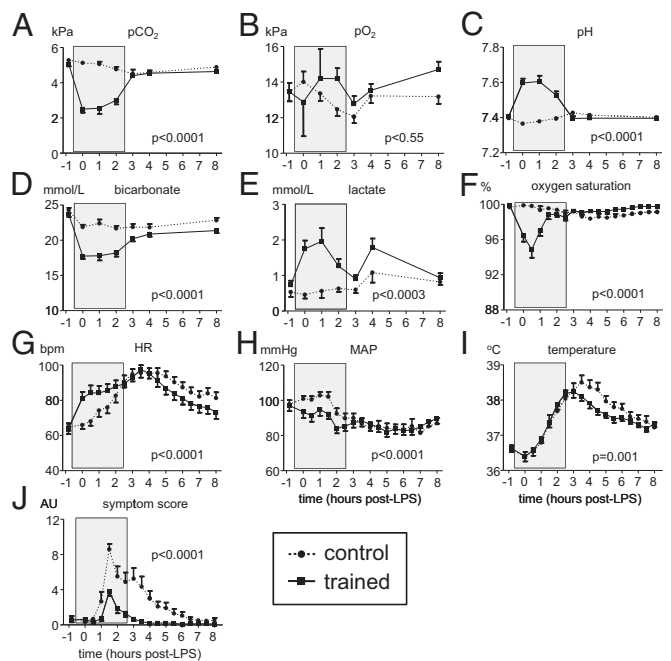 A kPa pCO2
6
4
2
0
-1 0 1 2 3 4 5 6 7 8
p<0.0001
B kPa pO2
16
14
12
10
-1 0 1 2 3 4 5 6 7 8
p<0.55
C pH
7.8
7.6
7.4
7.2
-1 0 1 2 3 4 5 6 7 8
p<0.0001
D mmol/L bicarbonate
25
20
15
10
-1 0 1 2 3 4 5 6 7 8
p<0.0001
E mmol/L lactate
3
2
1
0
-1 0 1 2 3 4 5 6 7 8
p<0.0003
F % oxygen saturation
100
96
92
88
-1 0 1 2 3 4 5 6 7 8
p<0.0001
G bpm HR
100
80
60
40
-1 0 1 2 3 4 5 6 7 8
p<0.0001
H mmHg MAP
120
100
80
60
-1 0 1 2 3 4 5 6 7 8
p<0.0001
time (hours post-LPS)
I ºC temperature
39
38
37
36
-1 0 1 2 3 4 5 6 7 8
p=0.001
time (hours post-LPS)
J AU symptom score
12
8
4
0
-1 0 1 2 3 4 5 6 7 8
p<0.0001
time (hours post-LPS)
control
trained